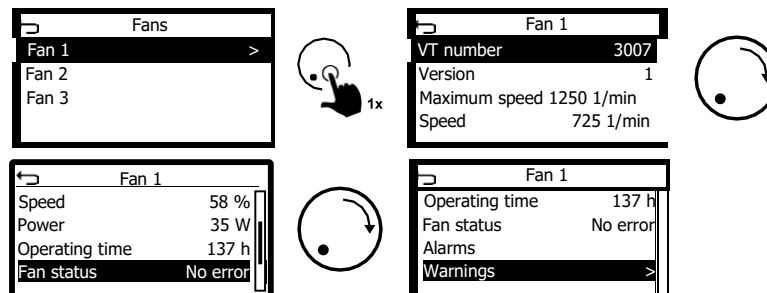 Fans
Fan 1 >
Fan 2
Fan 3
1x
Fan 1
VT number 3007
Version 1
Maximum speed 1250 1/min
Speed 725 1/min
Fan 1
Speed 58 %
Power 35 W
Operating time 137 h
Fan status No error
Fan 1
Operating time 137 h
Fan status No error
Alarms
Warnings >